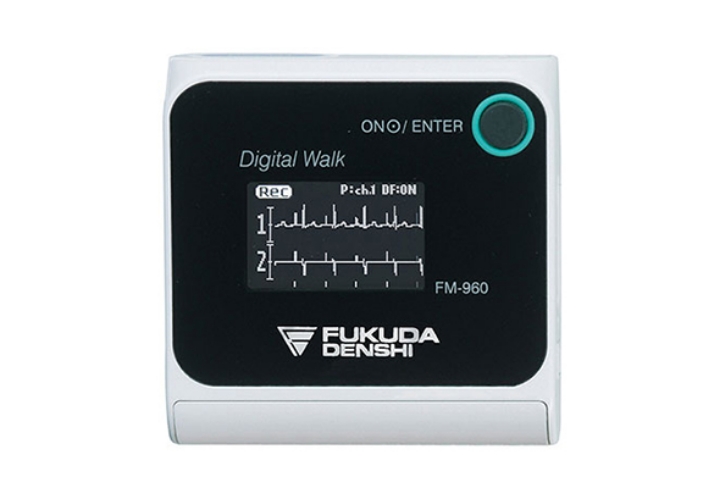 ON⊙/ ENTER
Digital Walk
Rec P:ch.1 DF:ON
1
2
FM-960
FUKUDA
DENSHI